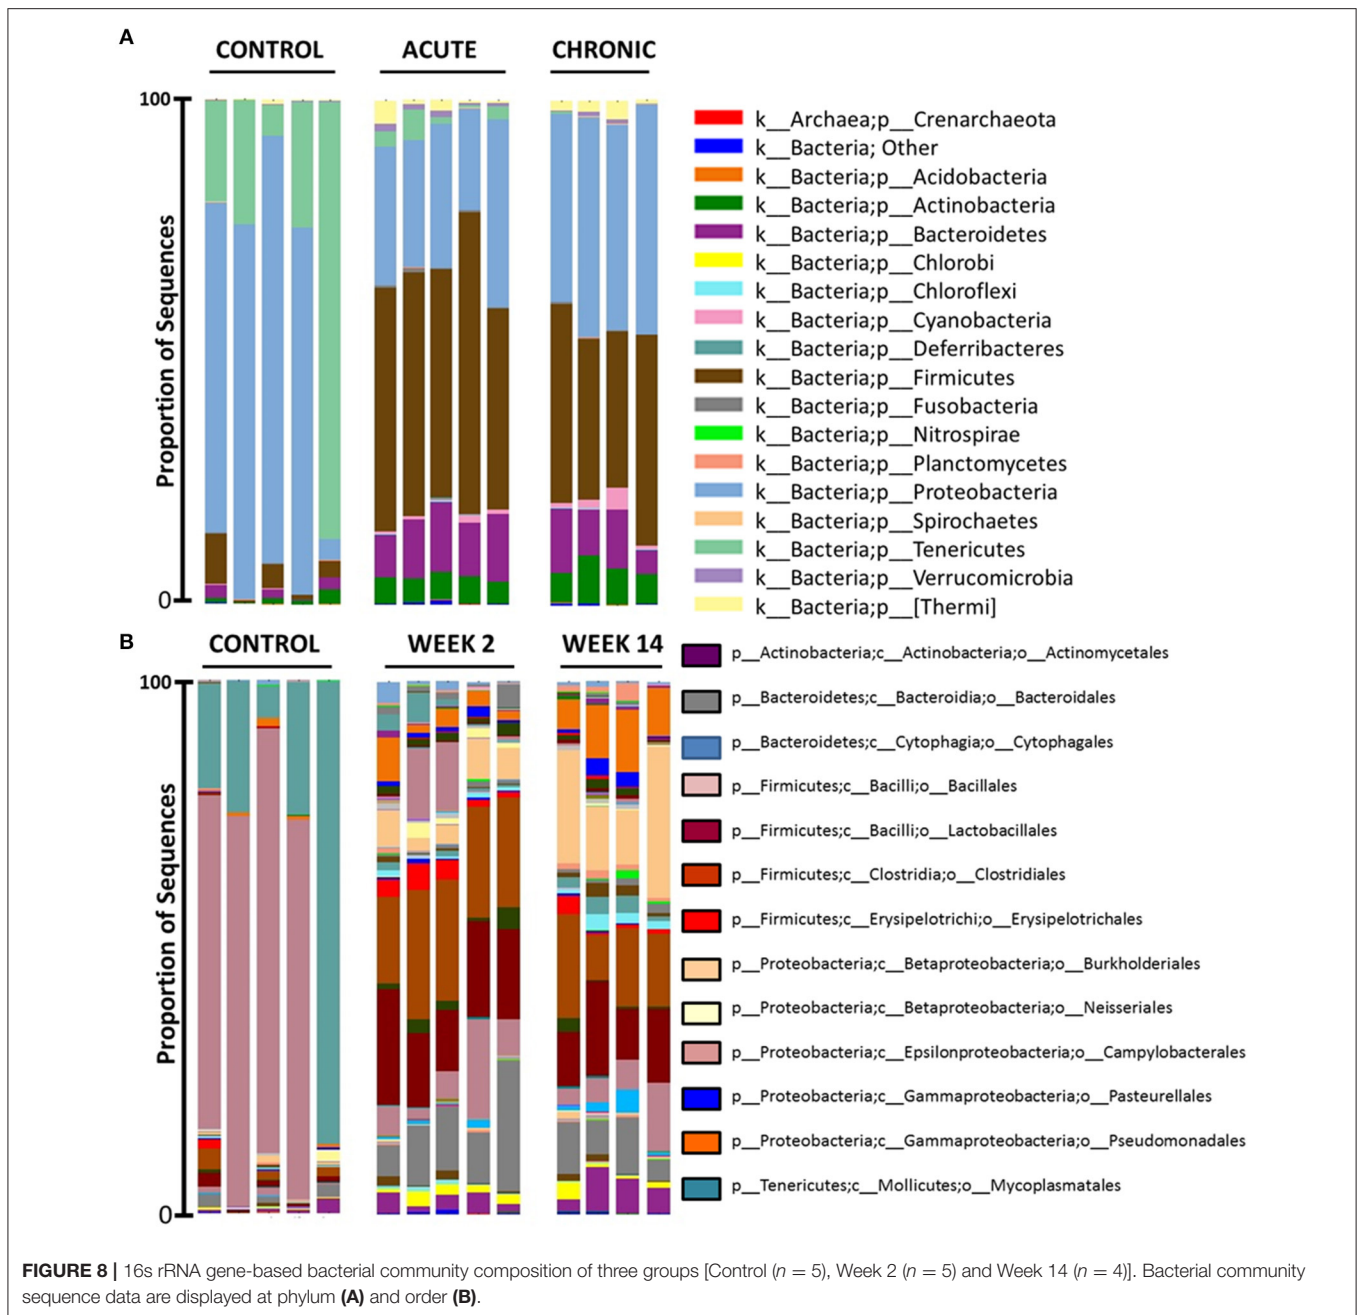 A
CONTROL
ACUTE
CHRONIC
100
0
Proportion of Sequences
k__Archaea;p__Crenarchaeota
k__Bacteria; Other
k__Bacteria;p__Acidobacteria
k__Bacteria;p__Actinobacteria
k__Bacteria;p__Bacteroidetes
k__Bacteria;p__Chlorobi
k__Bacteria;p__Chloroflexi
k__Bacteria;p__Cyanobacteria
k__Bacteria;p__Deferribacteres
k__Bacteria;p__Firmicutes
k__Bacteria;p__Fusobacteria
k__Bacteria;p__Nitrospirae
k__Bacteria;p__Planctomycetes
k__Bacteria;p__Proteobacteria
k__Bacteria;p__Spirochaetes
k__Bacteria;p__Tenericutes
k__Bacteria;p__Verrucomicrobia
k__Bacteria;p__[Thermi]
B
CONTROL
WEEK 2
WEEK 14
100
0
Proportion of Sequences
p__Actinobacteria;c__Actinobacteria;o__Actinomycetales
p__Bacteroidetes;c__Bacteroidia;o__Bacteroidales
p__Bacteroidetes;c__Cytophagia;o__Cytophagales
p__Firmicutes;c__Bacilli;o__Bacillales
p__Firmicutes;c__Bacilli;o__Lactobacillales
p__Firmicutes;c__Clostridia;o__Clostridiales
p__Firmicutes;c__Erysipelotrichi;o__Erysipelotrichales
p__Proteobacteria;c__Betaproteobacteria;o__Burkholderiales
p__Proteobacteria;c__Betaproteobacteria;o__Neisseriales
p__Proteobacteria;c__Epsilonproteobacteria;o__Campylobacterales
p__Proteobacteria;c__Gammaproteobacteria;o__Pasteurellales
p__Proteobacteria;c__Gammaproteobacteria;o__Pseudomonadales
p__Tenericutes;c__Mollicutes;o__Mycoplasmatales
FIGURE 8 | 16s rRNA gene-based bacterial community composition of three groups [Control (n = 5), Week 2 (n = 5) and Week 14 (n = 4)]. Bacterial community
sequence data are displayed at phylum (A) and order (B).